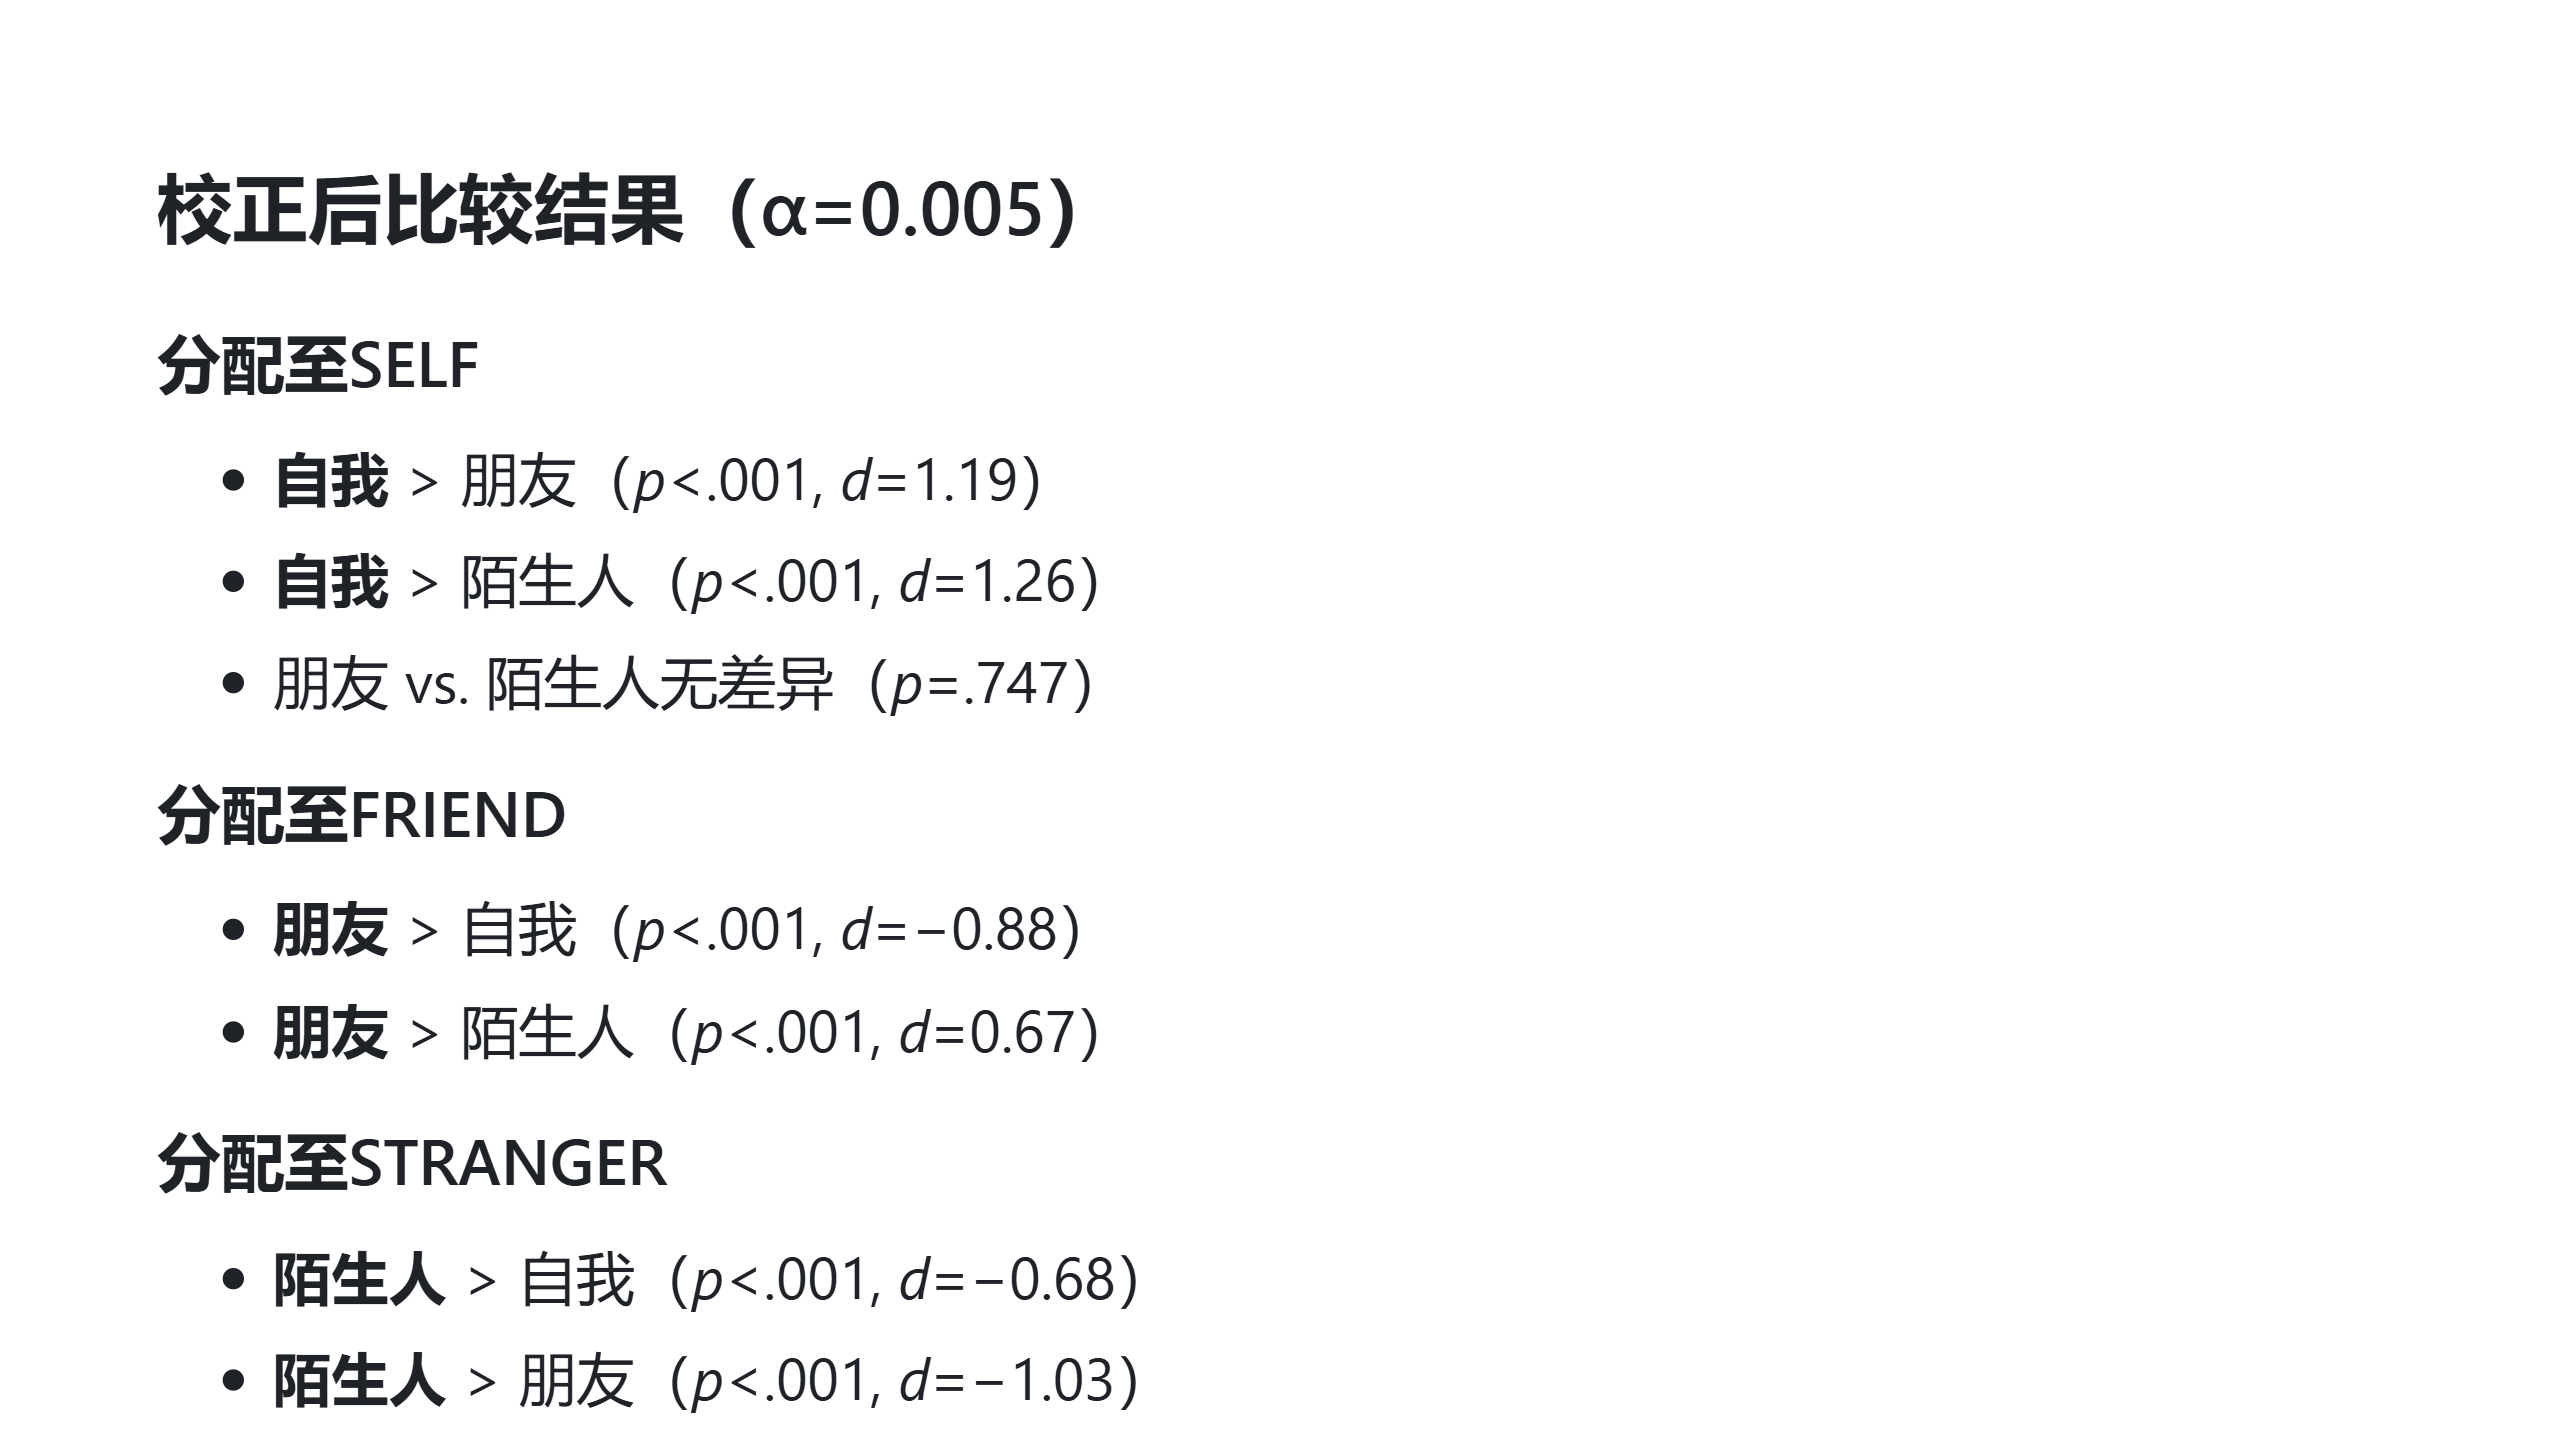 校正后比较结果（α=0.005）
分配至SELF
• 自我 > 朋友（p<.001, d=1.19）
• 自我 > 陌生人（p<.001, d=1.26）
• 朋友 vs. 陌生人无差异（p=.747）
分配至FRIEND
• 朋友 > 自我（p<.001, d=−0.88）
• 朋友 > 陌生人（p<.001, d=0.67）
分配至STRANGER
• 陌生人 > 自我（p<.001, d=−0.68）
• 陌生人 > 朋友（p<.001, d=−1.03）